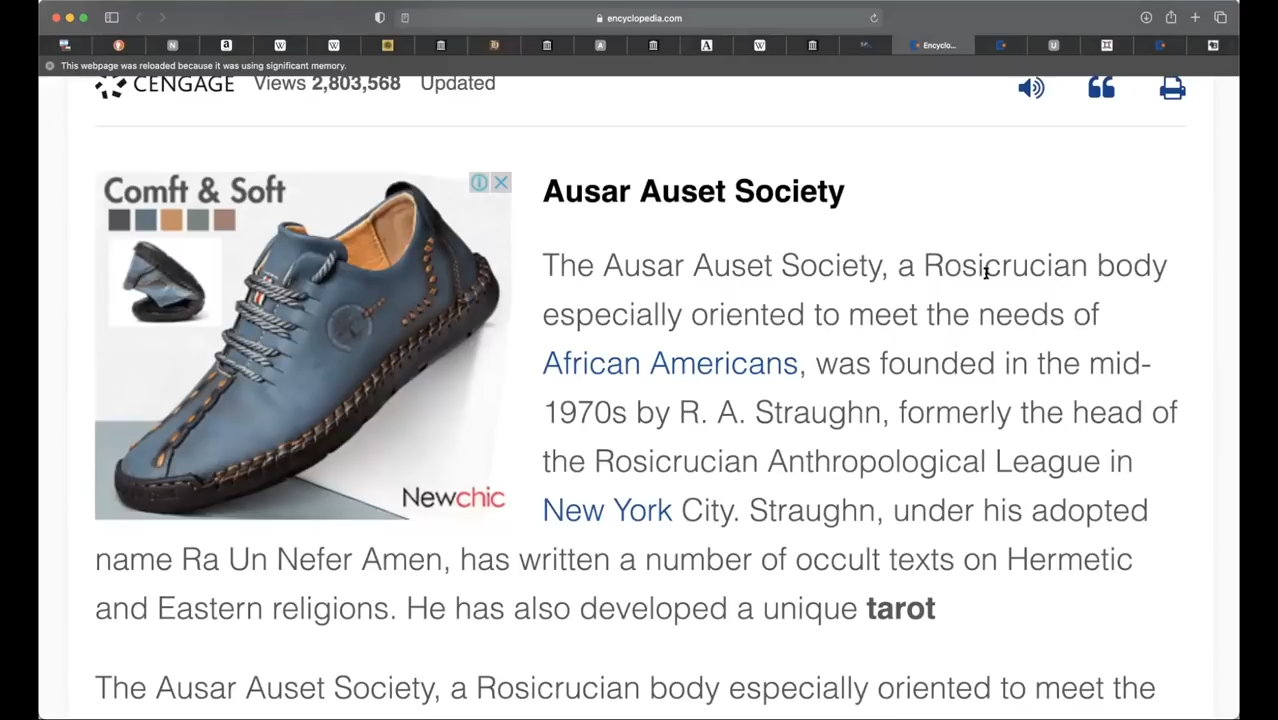 encyclopedia.com
Encyclo...
This webpage was reloaded because it was using significant memory.
CENGAGE Views 2,803,568 Updated
Comft & Soft
Newchic
Ausar Auset Society
The Ausar Auset Society, a Rosicrucian body
especially oriented to meet the needs of
African Americans, was founded in the mid-
1970s by R. A. Straughn, formerly the head of
the Rosicrucian Anthropological League in
New York City. Straughn, under his adopted
name Ra Un Nefer Amen, has written a number of occult texts on Hermetic
and Eastern religions. He has also developed a unique tarot
The Ausar Auset Society, a Rosicrucian body especially oriented to meet the